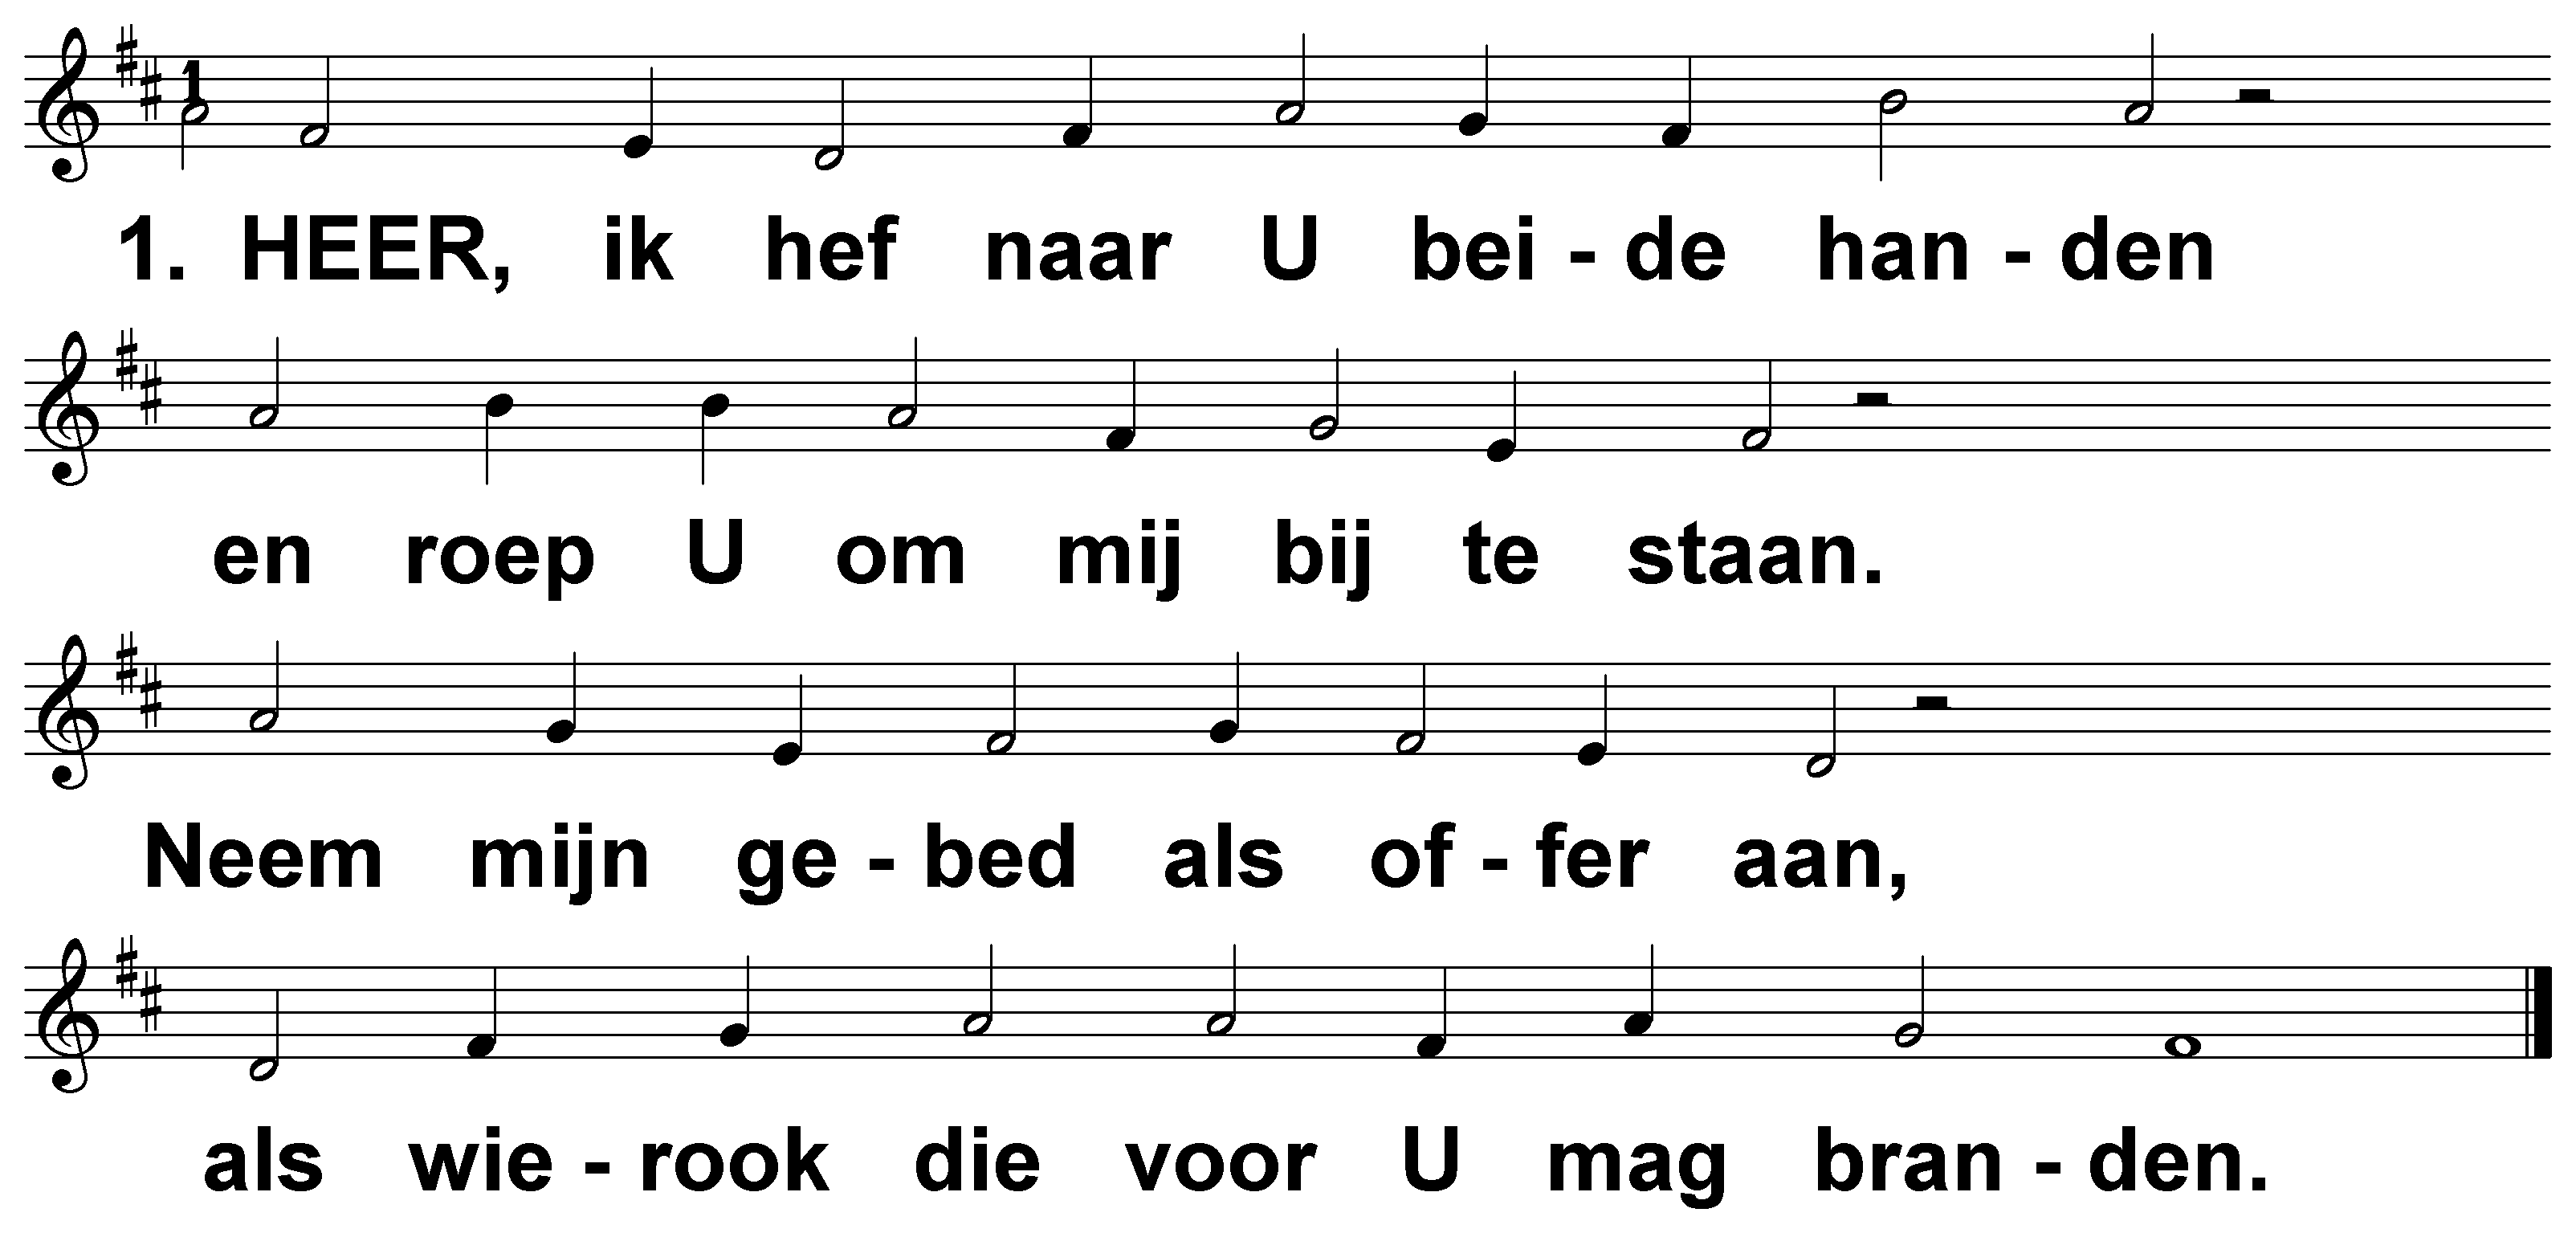 1
1. HEER, ik hef naar U bei - de han - den
en roep U om mij bij te staan.
Neem mijn ge - bed als of - fer aan,
als wie - rook die voor U mag bran - den.